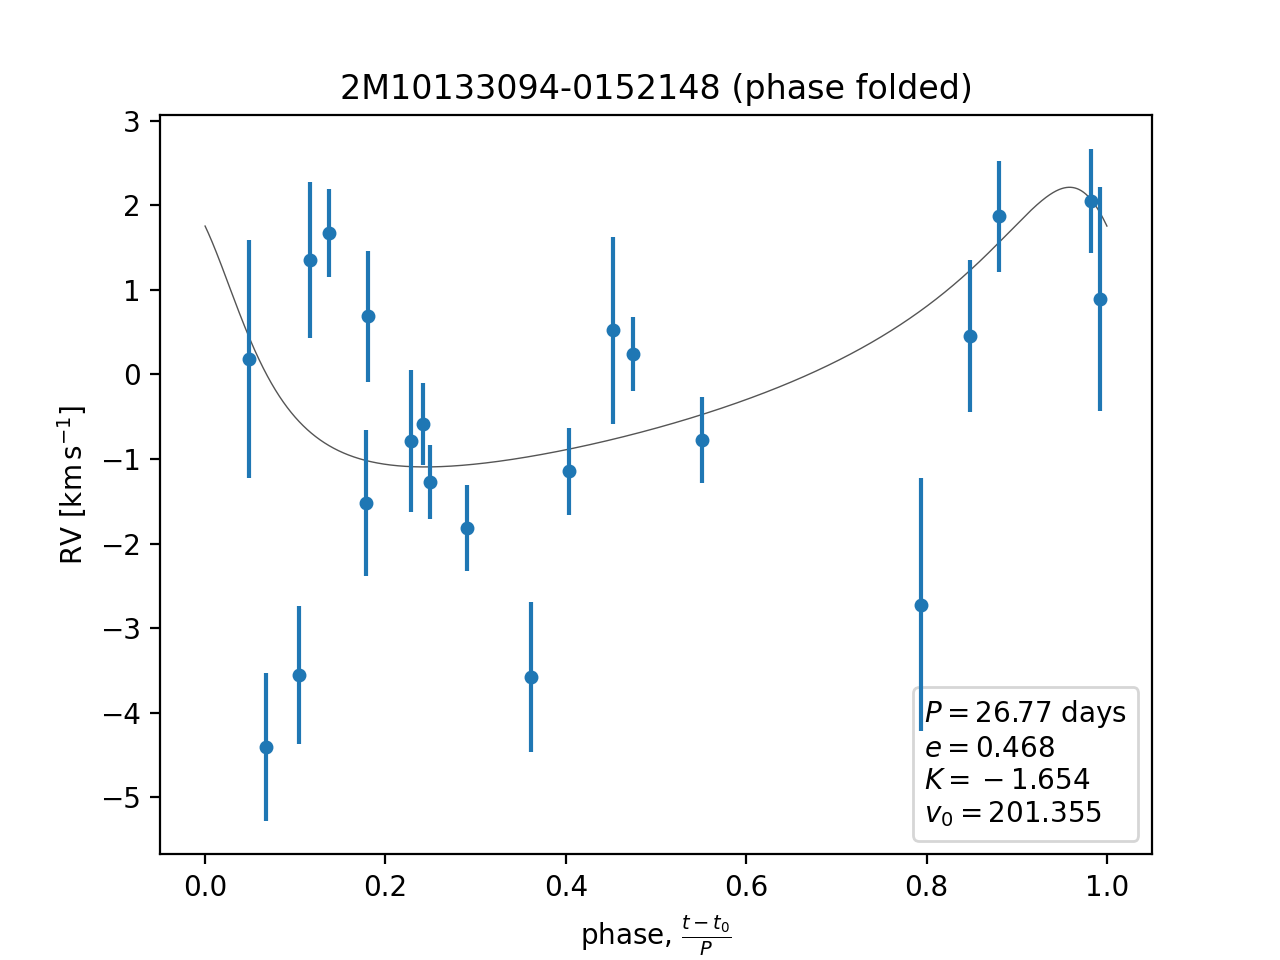 2M10133094-0152148 (phase folded)
3
2
1
0
−1
−2
−3
−4
−5
RV [km s⁻¹]
P = 26.77 days
e = 0.468
K = −1.654
v₀ = 201.355
0.0 0.2 0.4 0.6 0.8 1.0
phase, (t − t₀)/P